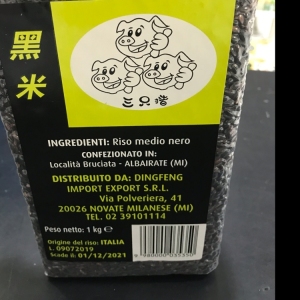 黑米
三只猪
INGREDIENTI: Riso medio nero
CONFEZIONATO IN:
Località Bruciata - ALBAIRATE (MI)
DISTRIBUITO DA: DINGFENG
IMPORT EXPORT S.R.L.
Via Polveriera, 41
20026 NOVATE MILANESE (MI)
TEL. 02 39101114
Peso netto: 1 kg e
Origine del riso: ITALIA
L. 09072019
Scade il: 01/12/2021